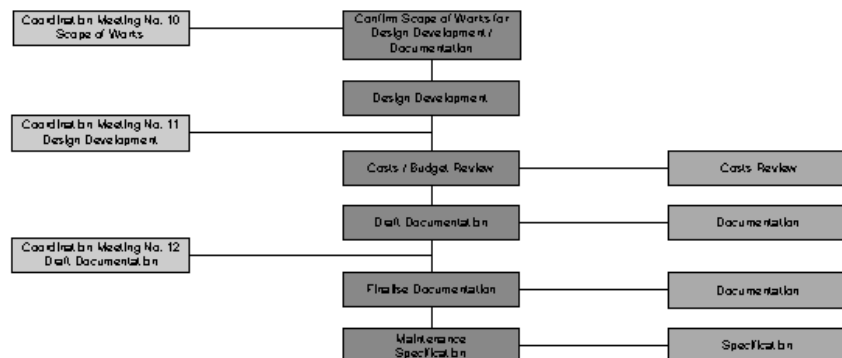 Coordination Meeting No. 10
Scope of Works
Confirm Scope of Works for
Design Development /
Documentation
Design Development
Coordination Meeting No. 11
Design Development
Costs / Budget Review
Costs Review
Draft Documentation
Documentation
Coordination Meeting No. 12
Draft Documentation
Finalise Documentation
Documentation
Maintenance
Specification
Specification